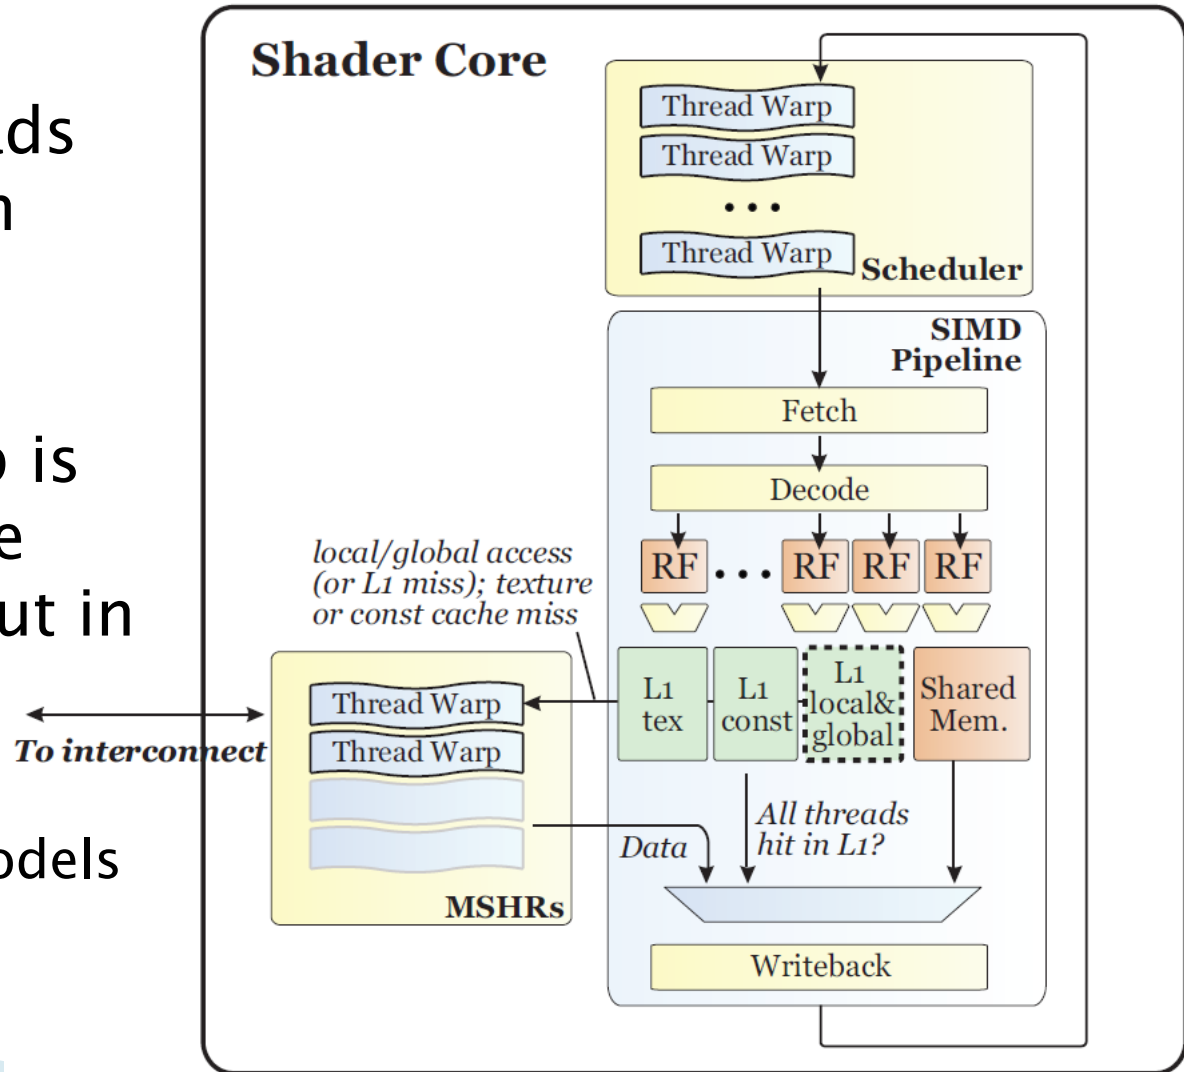 Shader Core
Thread Warp
Thread Warp
• • •
Thread Warp
Scheduler
SIMD
Pipeline
Fetch
Decode
RF • • • RF RF RF
local/global access
(or L1 miss); texture
or const cache miss
L1
tex
L1
const
L1
local&
global
Shared
Mem.
Thread Warp
Thread Warp
MSHRs
To interconnect
Data
All threads
hit in L1?
Writeback
is
ut in
odels